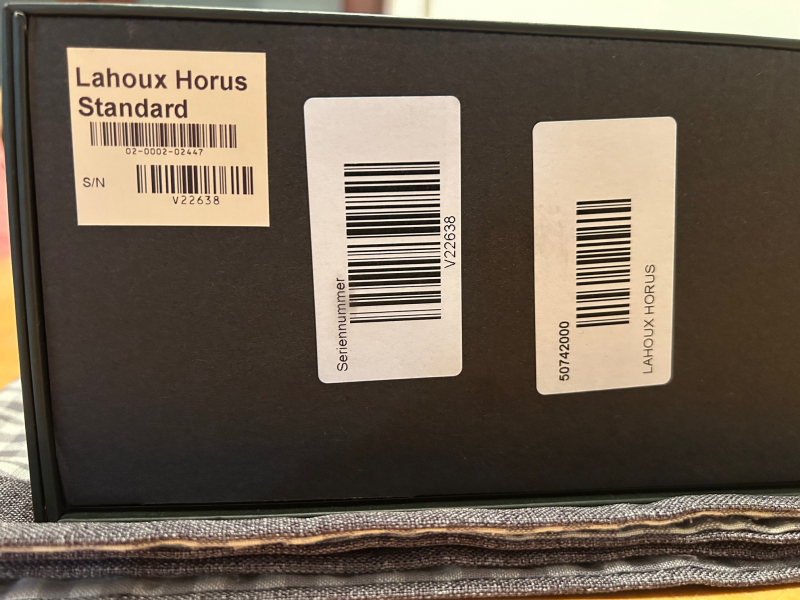 Lahoux Horus
Standard
02-0002-02447
S/N
V22638
Seriennummer
V22638
50742000
LAHOUX HORUS